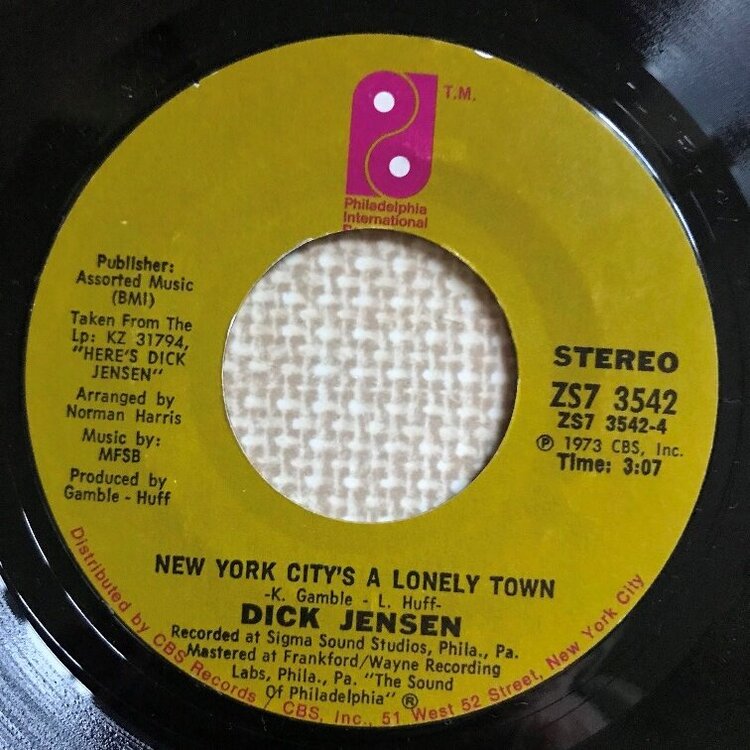 T.M.
Philadelphia
International
Publisher:
Assorted Music
(BMI)
Taken From The
Lp: KZ 31794,
"HERE'S DICK
JENSEN"
Arranged by
Norman Harris
Music by:
MFSB
Produced by
Gamble - Huff
STEREO
ZS7 3542
ZS7 3542-4
℗ 1973 CBS, Inc.
Time: 3:07
NEW YORK CITY'S A LONELY TOWN
-K. Gamble - L. Huff-
DICK JENSEN
Recorded at Sigma Sound Studios, Phila., Pa.
Mastered at Frankford/Wayne Recording
Labs, Phila., Pa. "The Sound
Of Philadelphia" ®
Distributed by CBS Records / CBS, Inc., 51 West 52 Street, New York City